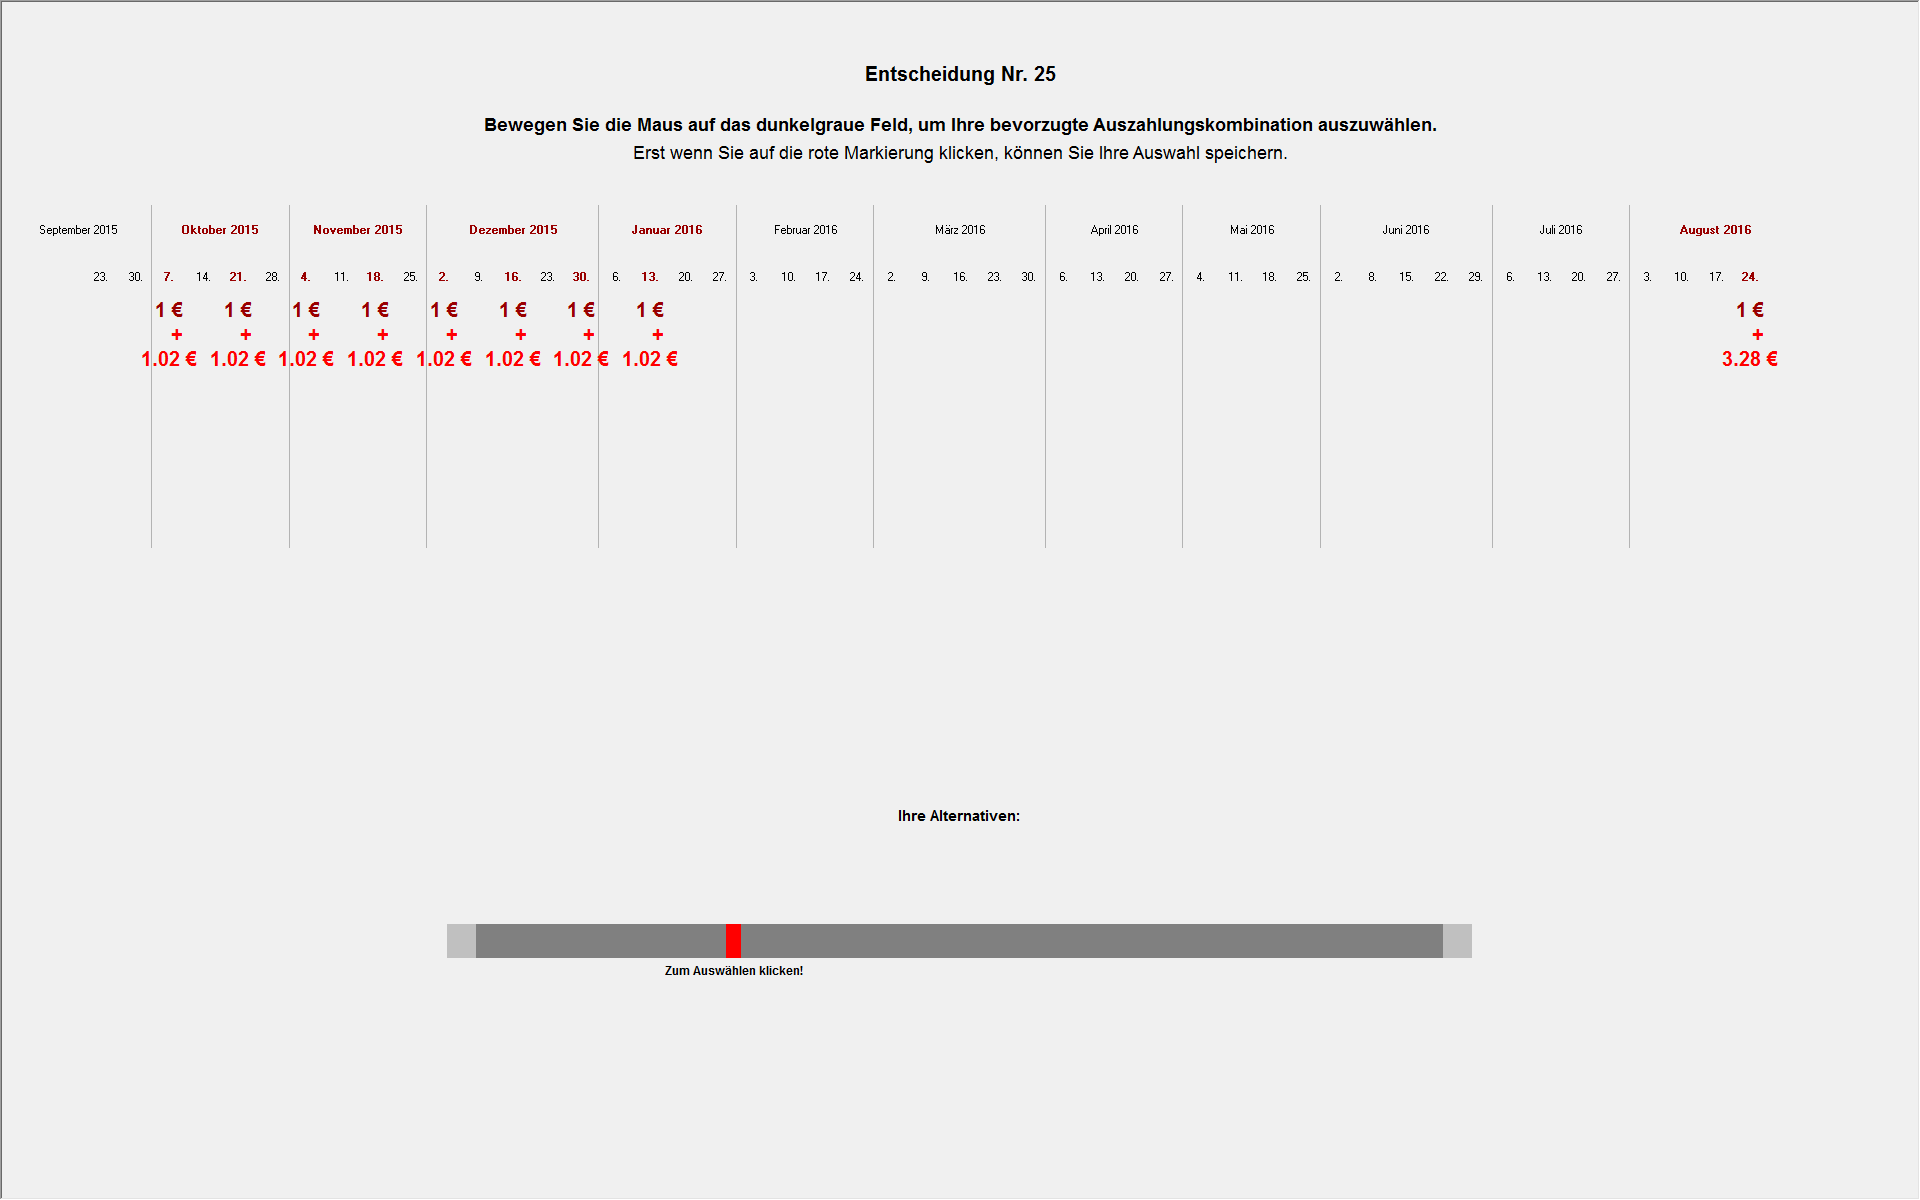 Entscheidung Nr. 25
Bewegen Sie die Maus auf das dunkelgraue Feld, um Ihre bevorzugte Auszahlungskombination auszuwählen.
Erst wenn Sie auf die rote Markierung klicken, können Sie Ihre Auswahl speichern.
September 2015 Oktober 2015 November 2015 Dezember 2015 Januar 2016 Februar 2016 März 2016 April 2016 Mai 2016 Juni 2016 Juli 2016 August 2016
23. 30. 7. 14. 21. 28. 4. 11. 18. 25. 2. 9. 16. 23. 30. 6. 13. 20. 27. 3. 10. 17. 24. 2. 9. 16. 23. 30. 6. 13. 20. 27. 4. 11. 18. 25. 2. 8. 15. 22. 29. 6. 13. 20. 27. 3. 10. 17. 24.
1 € 1 € 1 € 1 € 1 € 1 € 1 € 1 € 1 €
+ + + + + + + + +
1.02 € 1.02 € 1.02 € 1.02 € 1.02 € 1.02 € 1.02 € 1.02 € 3.28 €
Ihre Alternativen:
Zum Auswählen klicken!